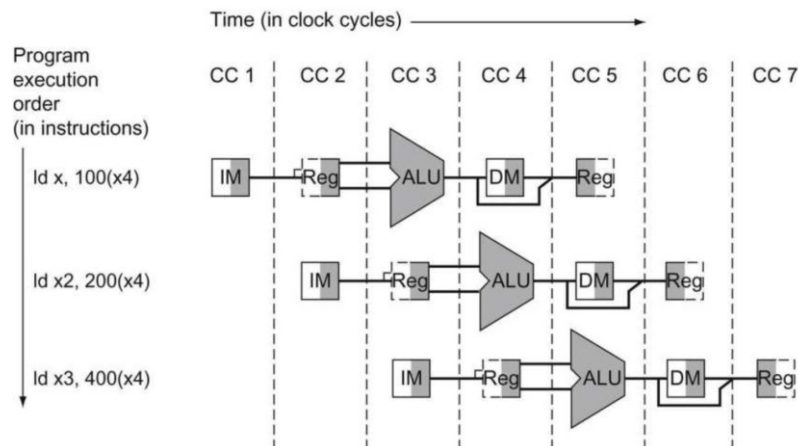 Time (in clock cycles)
Program
execution
order
(in instructions)
CC 1 CC 2 CC 3 CC 4 CC 5 CC 6 CC 7
ld x, 100(x4)
IM Reg ALU DM Reg
ld x2, 200(x4)
IM Reg ALU DM Reg
ld x3, 400(x4)
IM Reg ALU DM Reg